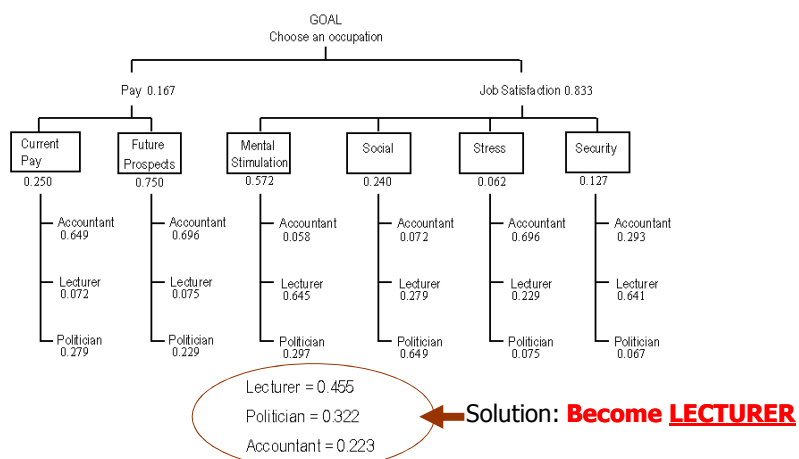 GOAL
Choose an occupation
Pay 0.167
Job Satisfaction 0.833
Current
Pay
Future
Prospects
Mental
Stimulation
Social
Stress
Security
0.250
0.750
0.572
0.240
0.062
0.127
Accountant
0.649
Accountant
0.696
Accountant
0.058
Accountant
0.072
Accountant
0.696
Accountant
0.293
Lecturer
0.072
Lecturer
0.075
Lecturer
0.645
Lecturer
0.279
Lecturer
0.229
Lecturer
0.641
Politician
0.279
Politician
0.229
Politician
0.297
Politician
0.649
Politician
0.075
Politician
0.067
Lecturer = 0.455
Politician = 0.322
Accountant = 0.223
Solution: Become LECTURER